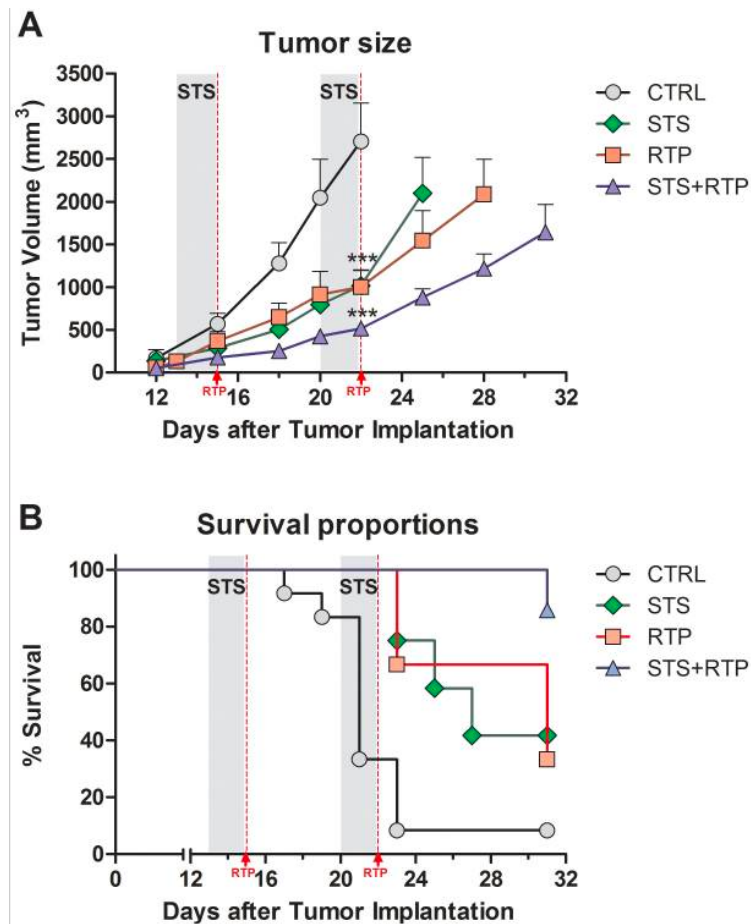 A
Tumor size
3500
3000
2500
2000
1500
1000
500
0
Tumor Volume (mm³)
STS
STS
***
***
CTRL
STS
RTP
STS+RTP
12
16
20
24
28
32
RTP
RTP
Days after Tumor Implantation
B
Survival proportions
100
80
60
40
20
0
% Survival
STS
STS
CTRL
STS
RTP
STS+RTP
0
12
16
20
24
28
32
RTP
RTP
Days after Tumor Implantation